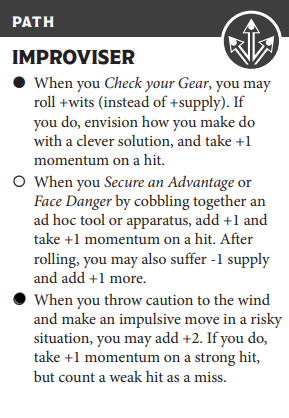 PATH
IMPROVISER
When you Check your Gear, you may
roll +wits (instead of +supply). If
you do, envision how you make do
with a clever solution, and take +1
momentum on a hit.
When you Secure an Advantage or
Face Danger by cobbling together an
ad hoc tool or apparatus, add +1 and
take +1 momentum on a hit. After
rolling, you may also suffer -1 supply
and add +1 more.
When you throw caution to the wind
and make an impulsive move in a risky
situation, you may add +2. If you do,
take +1 momentum on a strong hit,
but count a weak hit as a miss.